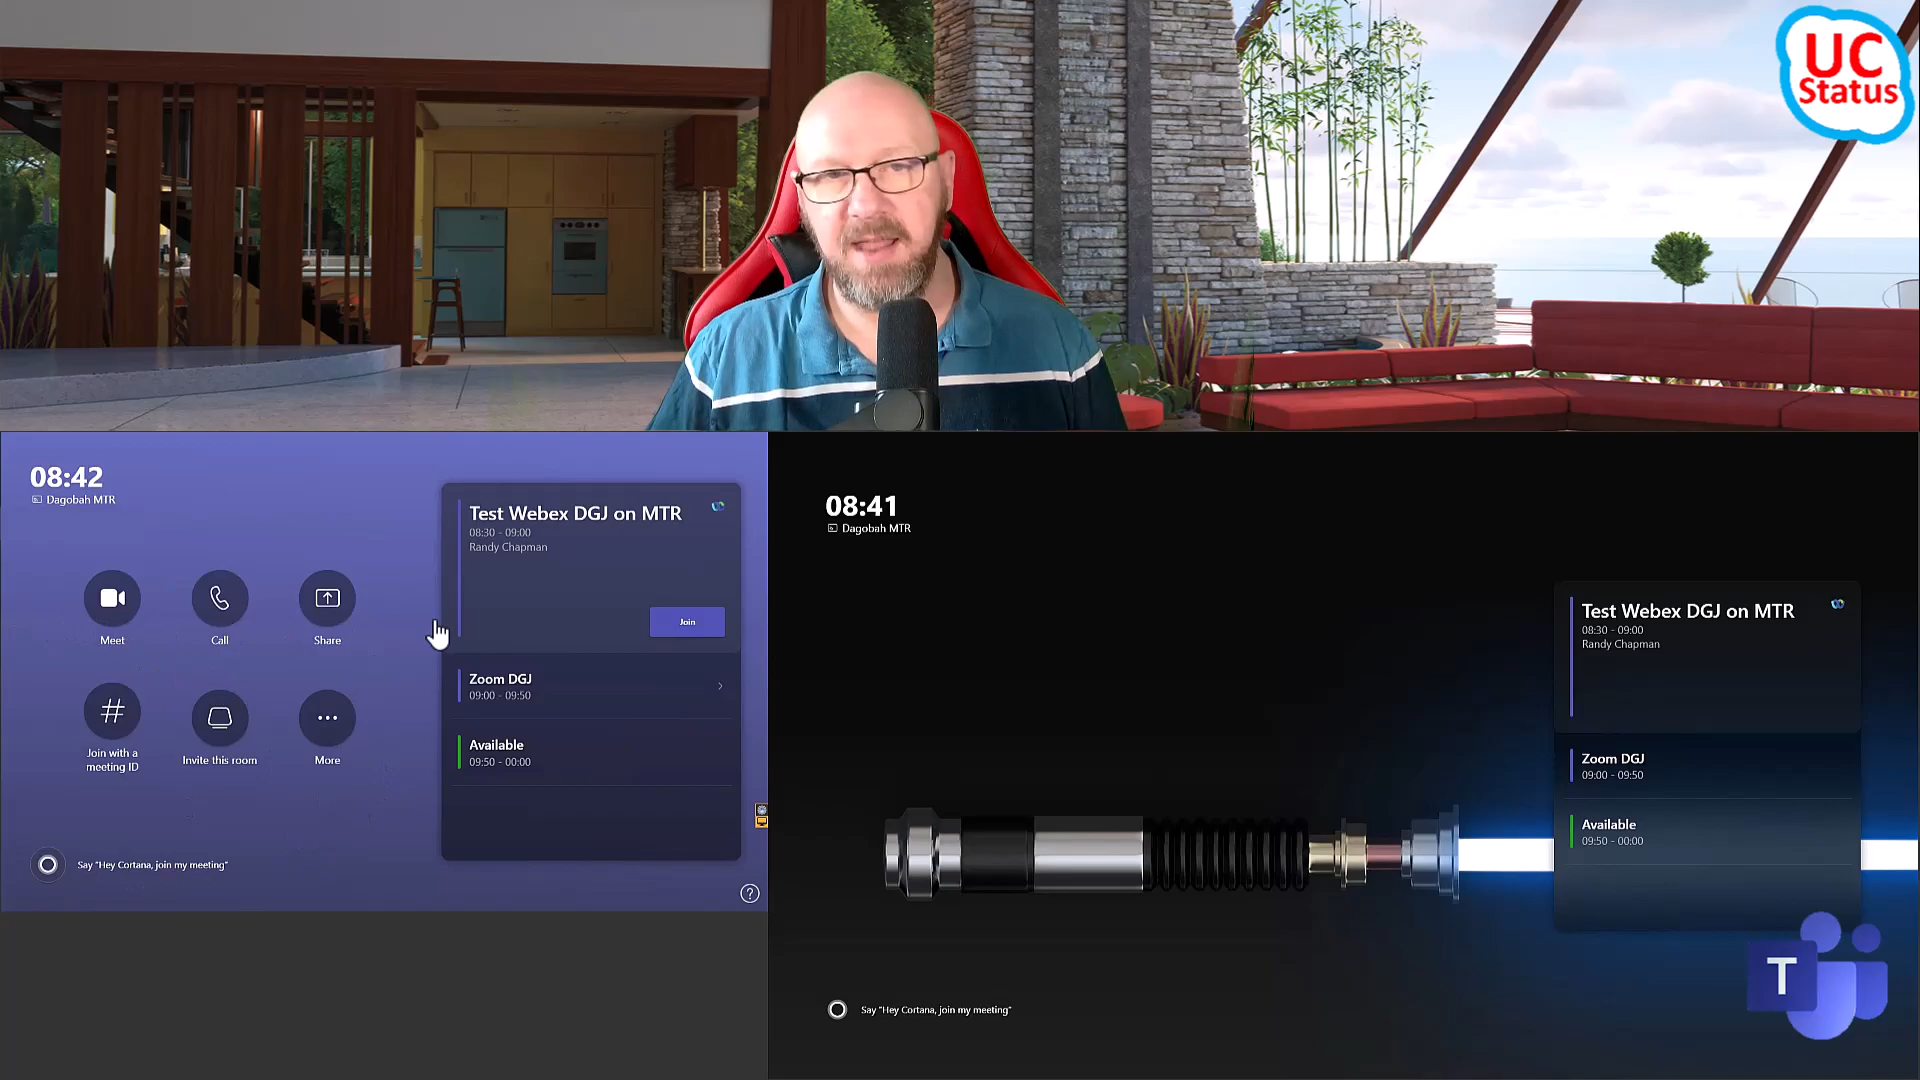 UC
Status
08:42
Dagobah MTR
Test Webex DGJ on MTR
08:30 - 09:00
Randy Chapman
Join
Meet
Call
Share
Zoom DGJ
09:00 - 09:50
Join with a
meeting ID
Invite this room
More
Available
09:50 - 00:00
Say "Hey Cortana, join my meeting"
?
08:41
Dagobah MTR
Test Webex DGJ on MTR
08:30 - 09:00
Randy Chapman
Zoom DGJ
09:00 - 09:50
Available
09:50 - 00:00
Say "Hey Cortana, join my meeting"
T